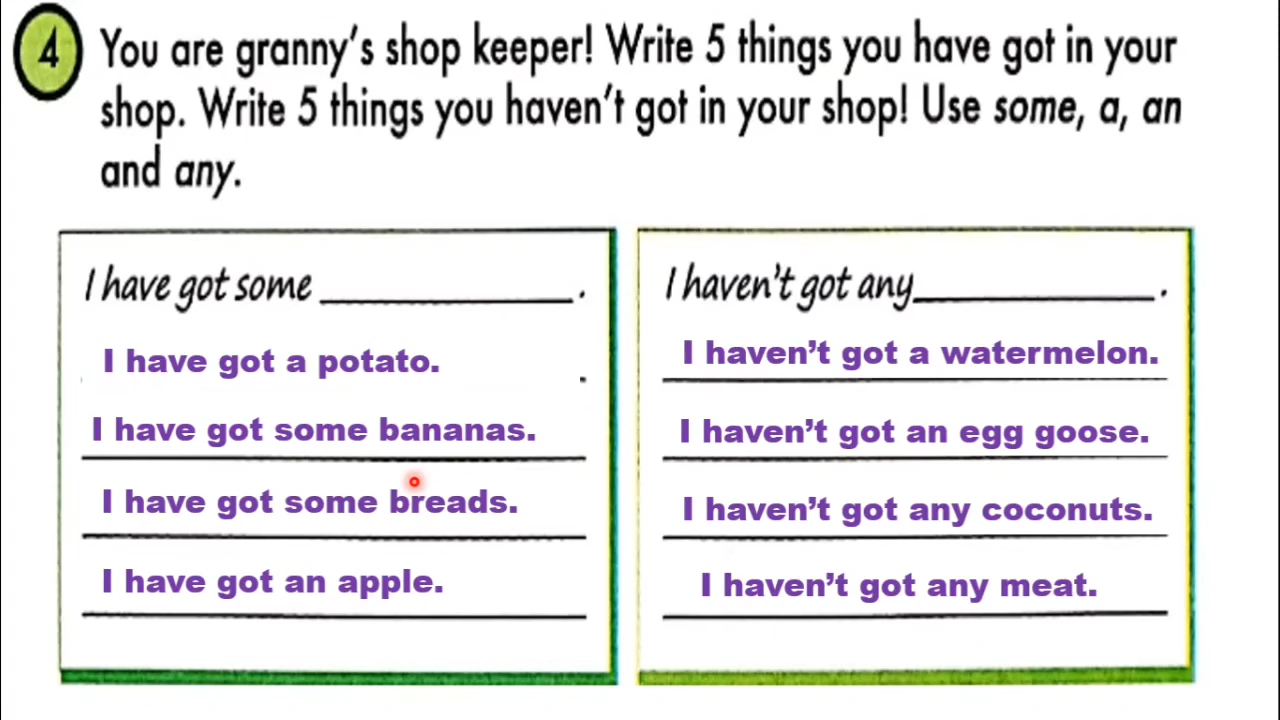 4 You are granny's shop keeper! Write 5 things you have got in your
shop. Write 5 things you haven't got in your shop! Use some, a, an
and any.
I have got some ____________.
I have got a potato.
I have got some bananas.
I have got some breads.
I have got an apple.
I haven't got any____________.
I haven't got a watermelon.
I haven't got an egg goose.
I haven't got any coconuts.
I haven't got any meat.